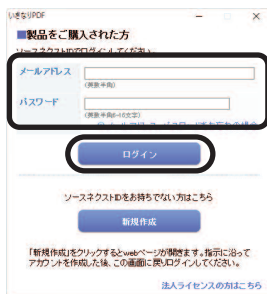 いきなりPDF
■製品をご購入された方
ソースネクストIDでログインしてください
メールアドレス
(英数半角)
パスワード
(英数半角8~16文字)
ログイン
ソースネクストIDをお持ちでない方はこちら
新規作成
「新規作成」をクリックするとwebページが開きます。指示に沿って
アカウントを作成した後、この画面に戻りログインしてください。
法人ライセンスの方はこちら